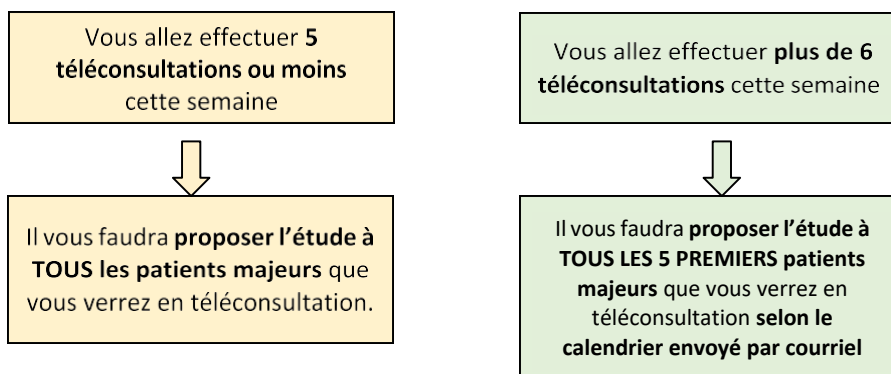 Vous allez effectuer 5
téléconsultations ou moins
cette semaine
Il vous faudra proposer l’étude à
TOUS les patients majeurs que
vous verrez en téléconsultation.
Vous allez effectuer plus de 6
téléconsultations cette semaine
Il vous faudra proposer l’étude à
TOUS LES 5 PREMIERS patients
majeurs que vous verrez en
téléconsultation selon le
calendrier envoyé par courriel